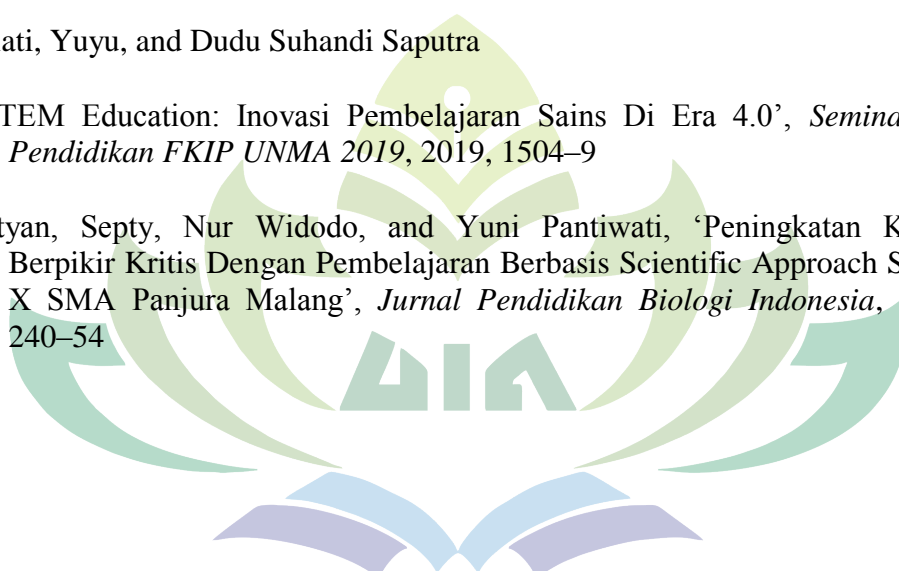 ati, Yuyu, and Dudu Suhandi Saputra
TEM Education: Inovasi Pembelajaran Sains Di Era 4.0’, Semina
Pendidikan FKIP UNMA 2019, 2019, 1504–9
tyan, Septy, Nur Widodo, and Yuni Pantiwati, ‘Peningkatan K
Berpikir Kritis Dengan Pembelajaran Berbasis Scientific Approach S
X SMA Panjura Malang’, Jurnal Pendidikan Biologi Indonesia,
240–54
UIN